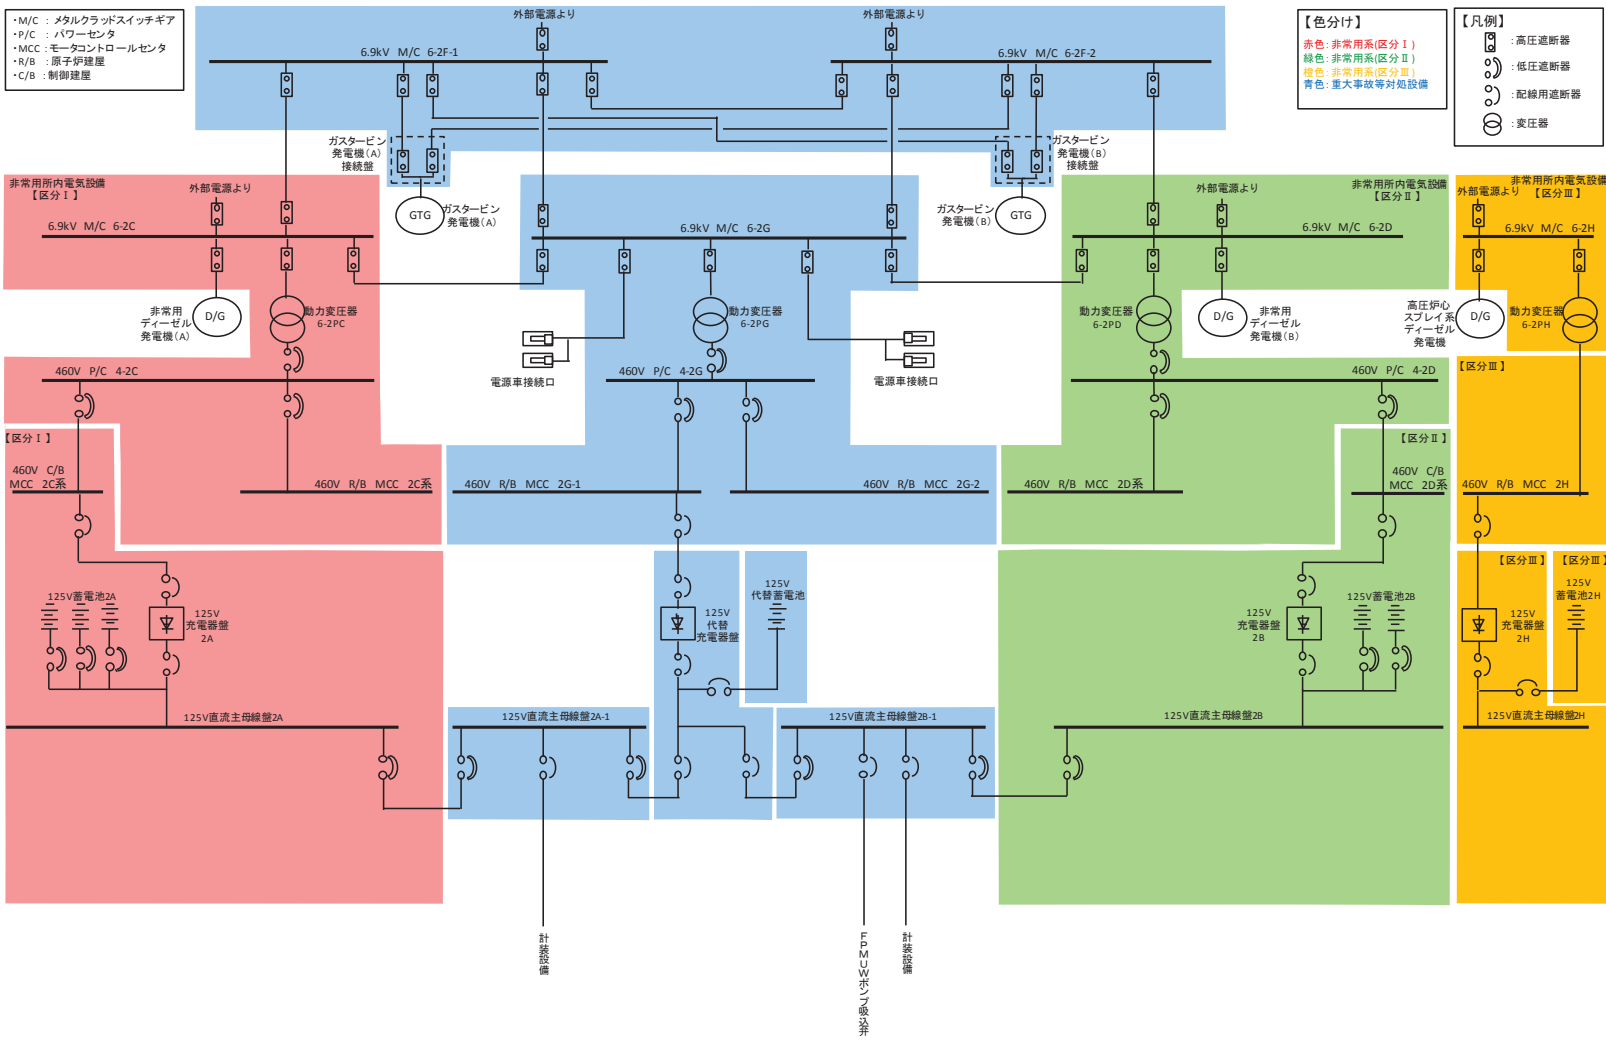 ・M/C ：メタルクラッドスイッチギア
・P/C ：パワーセンタ
・MCC：モータコントロールセンタ
・R/B ：原子炉建屋
・C/B ：制御建屋
外部電源より
外部電源より
6.9kV M/C 6-2F-1
6.9kV M/C 6-2F-2
【色分け】
赤色：非常用系(区分Ⅰ)
緑色：非常用系(区分Ⅱ)
橙色：非常用系(区分Ⅲ)
青色：重大事故等対処設備
【凡例】
：高圧遮断器
：低圧遮断器
：配線用遮断器
：変圧器
ガスタービン
発電機(A)
接続盤
ガスタービン
発電機(B)
接続盤
GTG
ガスタービン
発電機(A)
ガスタービン
発電機(B)
GTG
非常用所内電気設備
【区分Ⅰ】
外部電源より
6.9kV M/C 6-2C
6.9kV M/C 6-2G
外部電源より
非常用所内電気設備
【区分Ⅱ】
6.9kV M/C 6-2D
非常用所内電気設備
【区分Ⅲ】
外部電源より
6.9kV M/C 6-2H
非常用
ディーゼル
発電機(A)
D/G
動力変圧器
6-2PC
動力変圧器
6-2PG
動力変圧器
6-2PD
D/G
非常用
ディーゼル
発電機(B)
高圧炉心
スプレイ系
ディーゼル
発電機
D/G
動力変圧器
6-2PH
電源車接続口
電源車接続口
460V P/C 4-2C
460V P/C 4-2G
460V P/C 4-2D
【区分Ⅲ】
【区分Ⅰ】
【区分Ⅱ】
460V C/B
MCC 2C系
460V R/B MCC 2C系
460V R/B MCC 2G-1
460V R/B MCC 2G-2
460V R/B MCC 2D系
460V C/B
MCC 2D系
460V R/B MCC 2H
【区分Ⅲ】
【区分Ⅲ】
125V蓄電池2A
125V
充電器盤
2A
125V
代替
充電器盤
125V
代替蓄電池
125V
充電器盤
2B
125V蓄電池2B
125V
充電器盤
2H
125V
蓄電池2H
125V直流主母線盤2A
125V直流主母線盤2A-1
125V直流主母線盤2B-1
125V直流主母線盤2B
125V直流主母線盤2H
計装設備
FPMUWポンプ吸込弁
計装設備